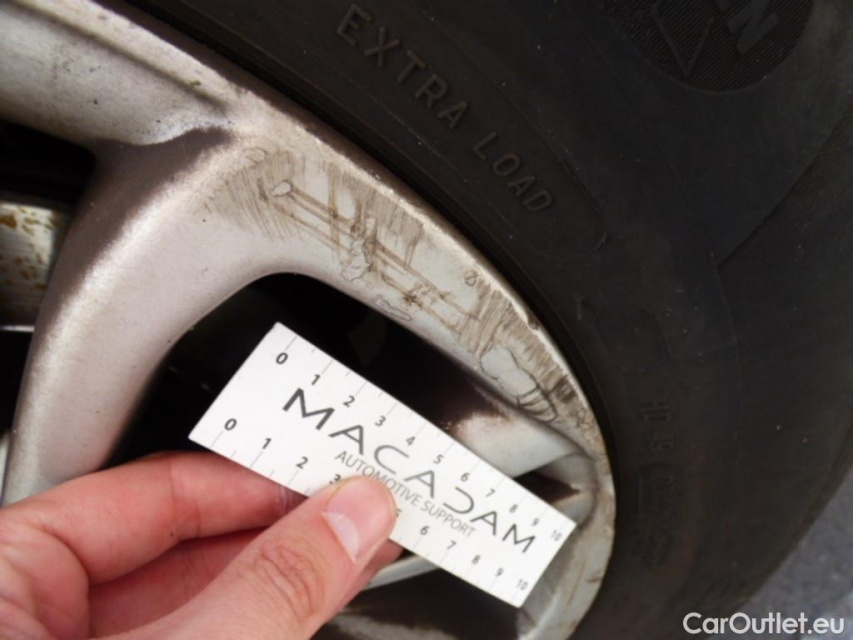 EXTRA LOAD
0 1 2 3 4 5 6 7 8 9 10
MACADAM
AUTOMOTIVE SUPPORT
0 1 2 3 5 6 7 8 9 10
CarOutlet.eu